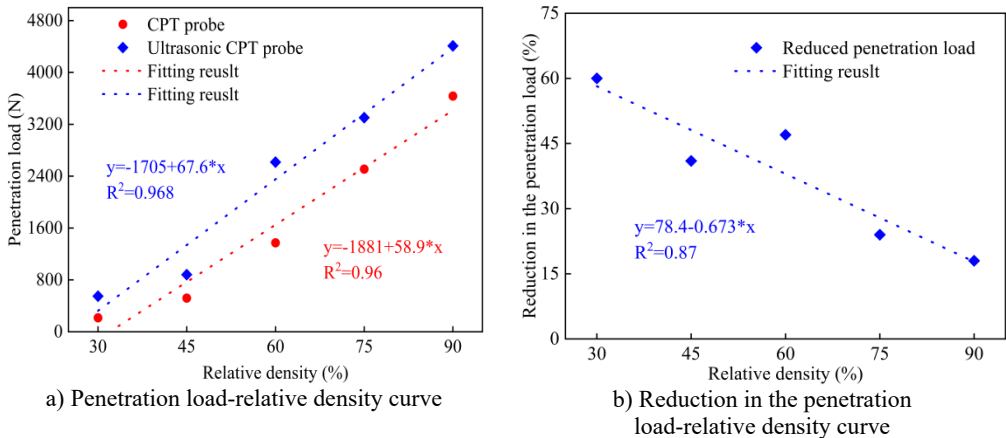 4800
4000
3200
2400
1600
800
0
30
45
60
75
90
Penetration load (N)
Relative density (%)
CPT probe
Ultrasonic CPT probe
Fitting reuslt
Fitting reuslt
y=-1705+67.6*x
R²=0.968
y=-1881+58.9*x
R²=0.96
a) Penetration load-relative density curve
75
60
45
30
15
0
30
45
60
75
90
Reduction in the penetration load (%)
Relative density (%)
Reduced penetration load
Fitting reuslt
y=78.4-0.673*x
R²=0.87
b) Reduction in the penetration
load-relative density curve